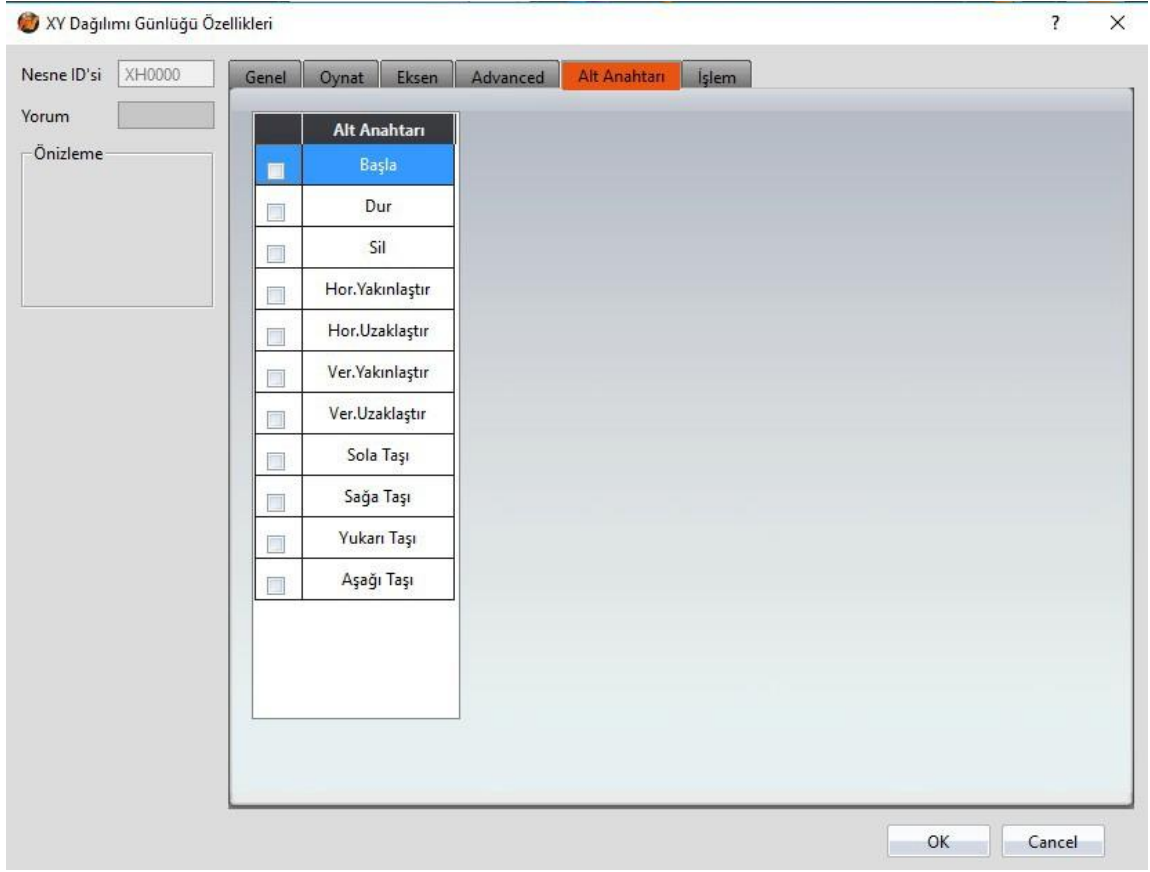 XY Dağılımı Günlüğü Özellikleri ? X
Nesne ID'si XH0000
Yorum
Önizleme
Genel Oynat Eksen Advanced Alt Anahtarı İşlem
Alt Anahtarı
Başla
Dur
Sil
Hor.Yakınlaştır
Hor.Uzaklaştır
Ver.Yakınlaştır
Ver.Uzaklaştır
Sola Taşı
Sağa Taşı
Yukarı Taşı
Aşağı Taşı
OK Cancel